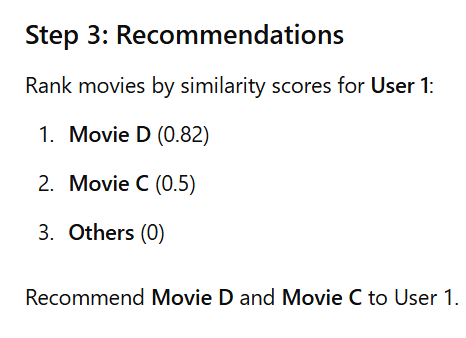 Step 3: Recommendations
Rank movies by similarity scores for User 1:
1. Movie D (0.82)
2. Movie C (0.5)
3. Others (0)
Recommend Movie D and Movie C to User 1.